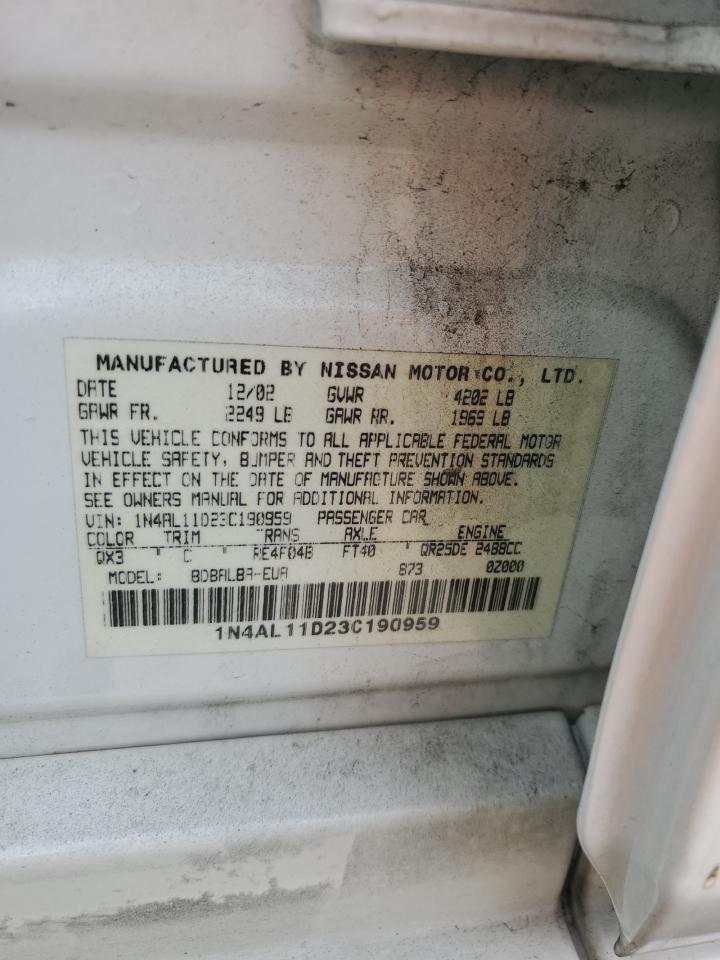 MANUFACTURED BY NISSAN MOTOR CO., LTD.
DATE 12/02 GVWR 4202 LB
GAWR FR. 2249 LB GAWR RR. 1969 LB
THIS VEHICLE CONFORMS TO ALL APPLICABLE FEDERAL MOTOR
VEHICLE SAFETY, BUMPER AND THEFT PREVENTION STANDARDS
IN EFFECT ON THE DATE OF MANUFACTURE SHOWN ABOVE.
SEE OWNERS MANUAL FOR ADDITIONAL INFORMATION.
VIN: 1N4AL11D23C190959 PASSENGER CAR
COLOR TRIM TRANS AXLE ENGINE
QX3 C RE4F04B FT40 QR25DE 2488CC
MODEL: BDBALBA-EUA 873 0Z000
1N4AL11D23C190959